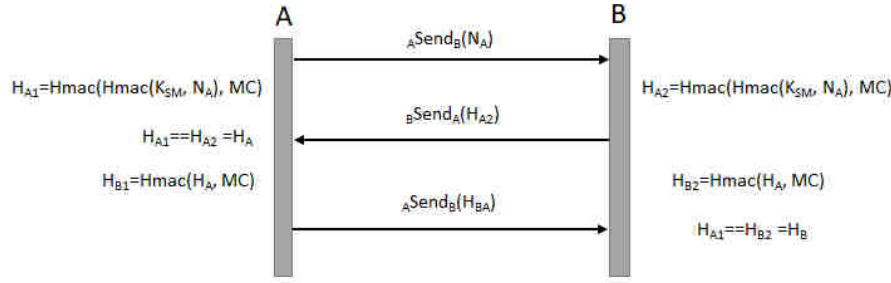 A B
ASendB(NA)
HA1=Hmac(Hmac(KSM, NA), MC) HA2=Hmac(Hmac(KSM, NA), MC)
BSendA(HA2)
HA1==HA2 =HA
HB1=Hmac(HA, MC) HB2=Hmac(HA, MC)
ASendB(HBA)
HA1==HB2 =HB